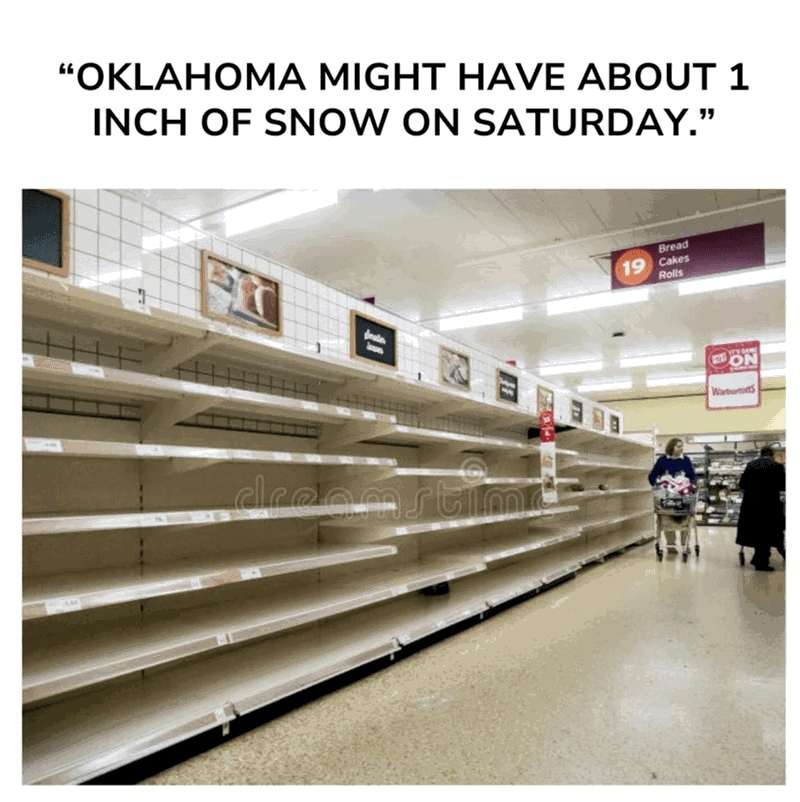 “OKLAHOMA MIGHT HAVE ABOUT 1
INCH OF SNOW ON SATURDAY.”
19
Bread
Cakes
Rolls
ON
Warburtons
dreamstime